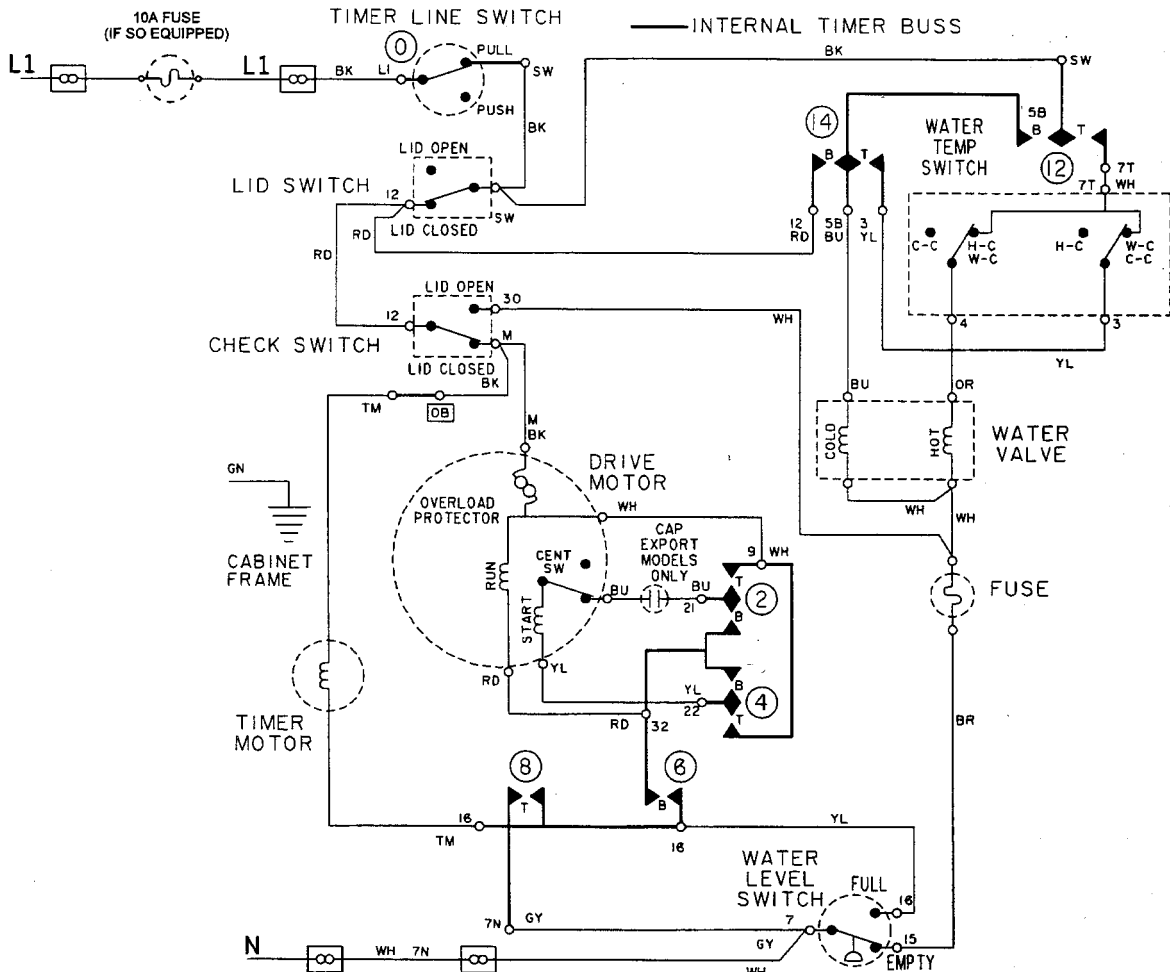 10A FUSE
(IF SO EQUIPPED)
TIMER LINE SWITCH
INTERNAL TIMER BUSS
L1
L1
BK
L1
0
PULL
SW
PUSH
BK
BK
SW
5B
B
T
12
7T
7T
WH
14
B
T
WATER
TEMP
SWITCH
LID OPEN
LID SWITCH
12
SW
LID CLOSED
RD
RD
12
RD
5B
BU
3
YL
C-C
H-C
W-C
H-C
W-C
C-C
4
3
YL
LID OPEN
30
WH
12
M
CHECK SWITCH
LID CLOSED
BK
TM
OB
M
BK
BU
OR
COLD
HOT
WATER
VALVE
WH
WH
GN
CABINET
FRAME
DRIVE
MOTOR
OVERLOAD
PROTECTOR
WH
CAP
EXPORT
MODELS
ONLY
9
WH
T
2
B
RUN
CENT
SW
BU
BU
21
START
YL
FUSE
RD
YL
22
B
4
T
RD
32
BR
TIMER
MOTOR
8
T
6
B
16
TM
16
YL
WATER
LEVEL
SWITCH
FULL
16
7N
GY
7
GY
15
EMPTY
N
WH
7N
WH